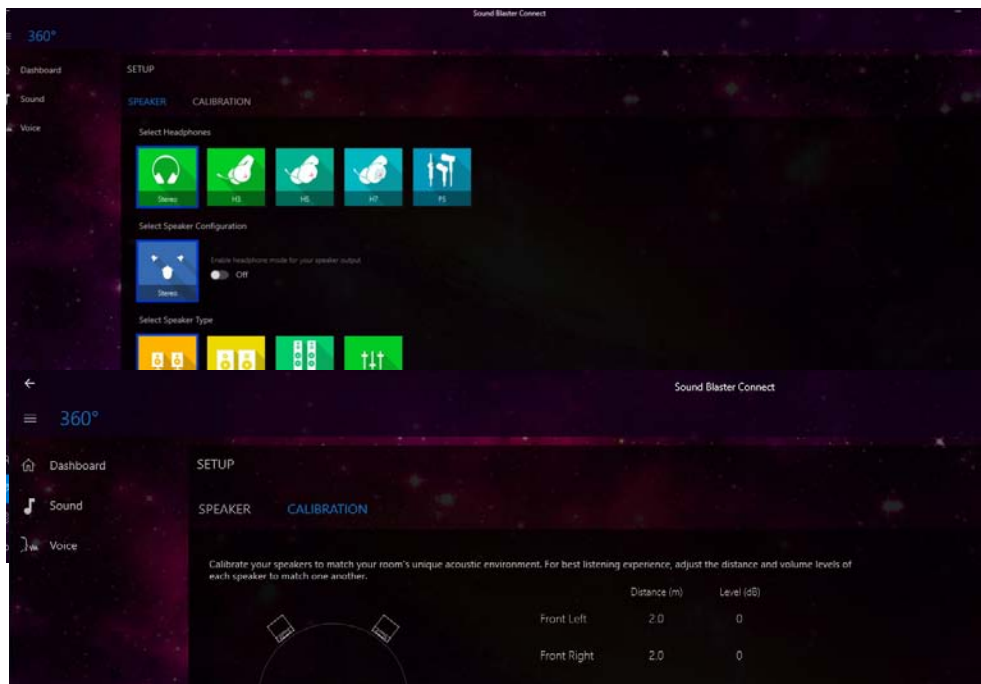 Sound Blaster Connect
360°
Dashboard
Sound
Voice
SETUP
SPEAKER CALIBRATION
Select Headphones
Stereo H3 H5 H7 P5
Select Speaker Configuration
Enable headphone mode for your speaker output
Off
Stereo
Select Speaker Type
Sound Blaster Connect
360°
Dashboard
Sound
Voice
SETUP
SPEAKER CALIBRATION
Calibrate your speakers to match your room's unique acoustic environment. For best listening experience, adjust the distance and volume levels of
each speaker to match one another.
Distance (m) Level (dB)
Front Left 2.0 0
Front Right 2.0 0